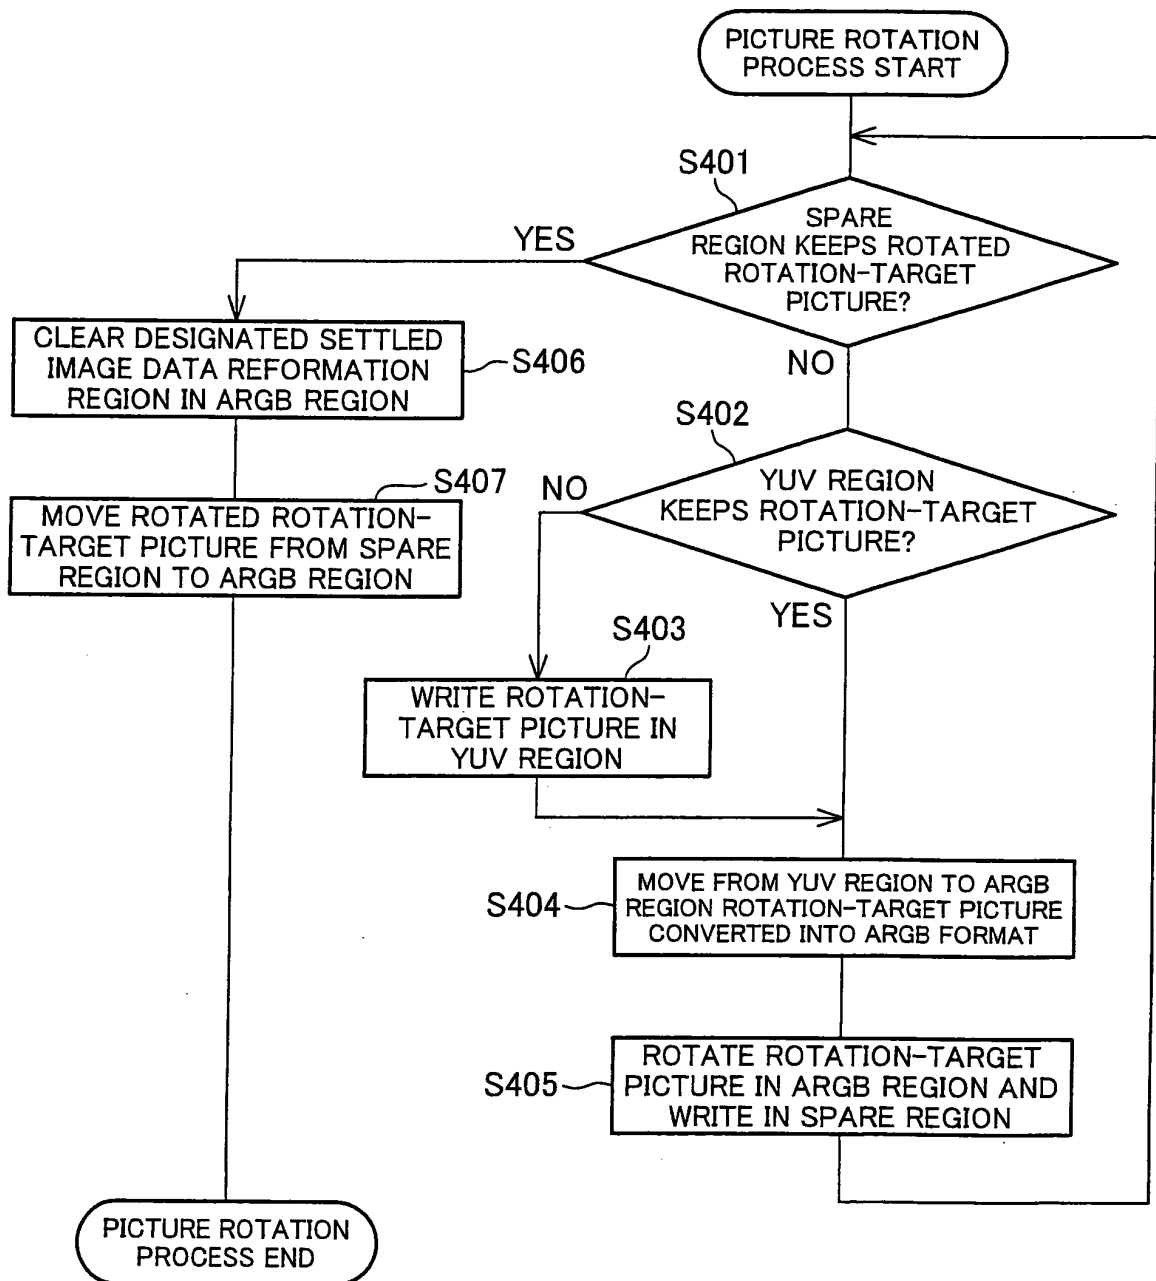 PICTURE ROTATION
PROCESS START
S401
SPARE
REGION KEEPS ROTATED
ROTATION-TARGET
PICTURE?
YES
NO
CLEAR DESIGNATED SETTLED
IMAGE DATA REFORMATION
REGION IN ARGB REGION
S406
S402
YUV REGION
KEEPS ROTATION-TARGET
PICTURE?
NO
YES
S407
MOVE ROTATED ROTATION-
TARGET PICTURE FROM SPARE
REGION TO ARGB REGION
S403
WRITE ROTATION-
TARGET PICTURE IN
YUV REGION
S404
MOVE FROM YUV REGION TO ARGB
REGION ROTATION-TARGET PICTURE
CONVERTED INTO ARGB FORMAT
S405
ROTATE ROTATION-TARGET
PICTURE IN ARGB REGION AND
WRITE IN SPARE REGION
PICTURE ROTATION
PROCESS END